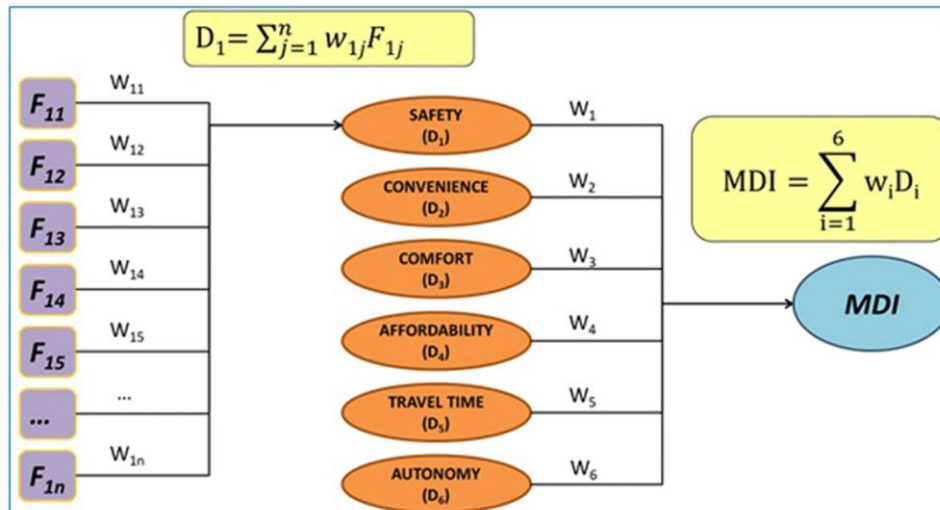 D₁= ∑ⁿⱼ₌₁ w₁ⱼF₁ⱼ
F₁₁
W₁₁
F₁₂
W₁₂
F₁₃
W₁₃
F₁₄
W₁₄
F₁₅
W₁₅
...
...
F₁ₙ
W₁ₙ
SAFETY
(D₁)
W₁
CONVENIENCE
(D₂)
W₂
COMFORT
(D₃)
W₃
AFFORDABILITY
(D₄)
W₄
TRAVEL TIME
(D₅)
W₅
AUTONOMY
(D₆)
W₆
6
MDI = ∑ wᵢDᵢ
i=1
MDI